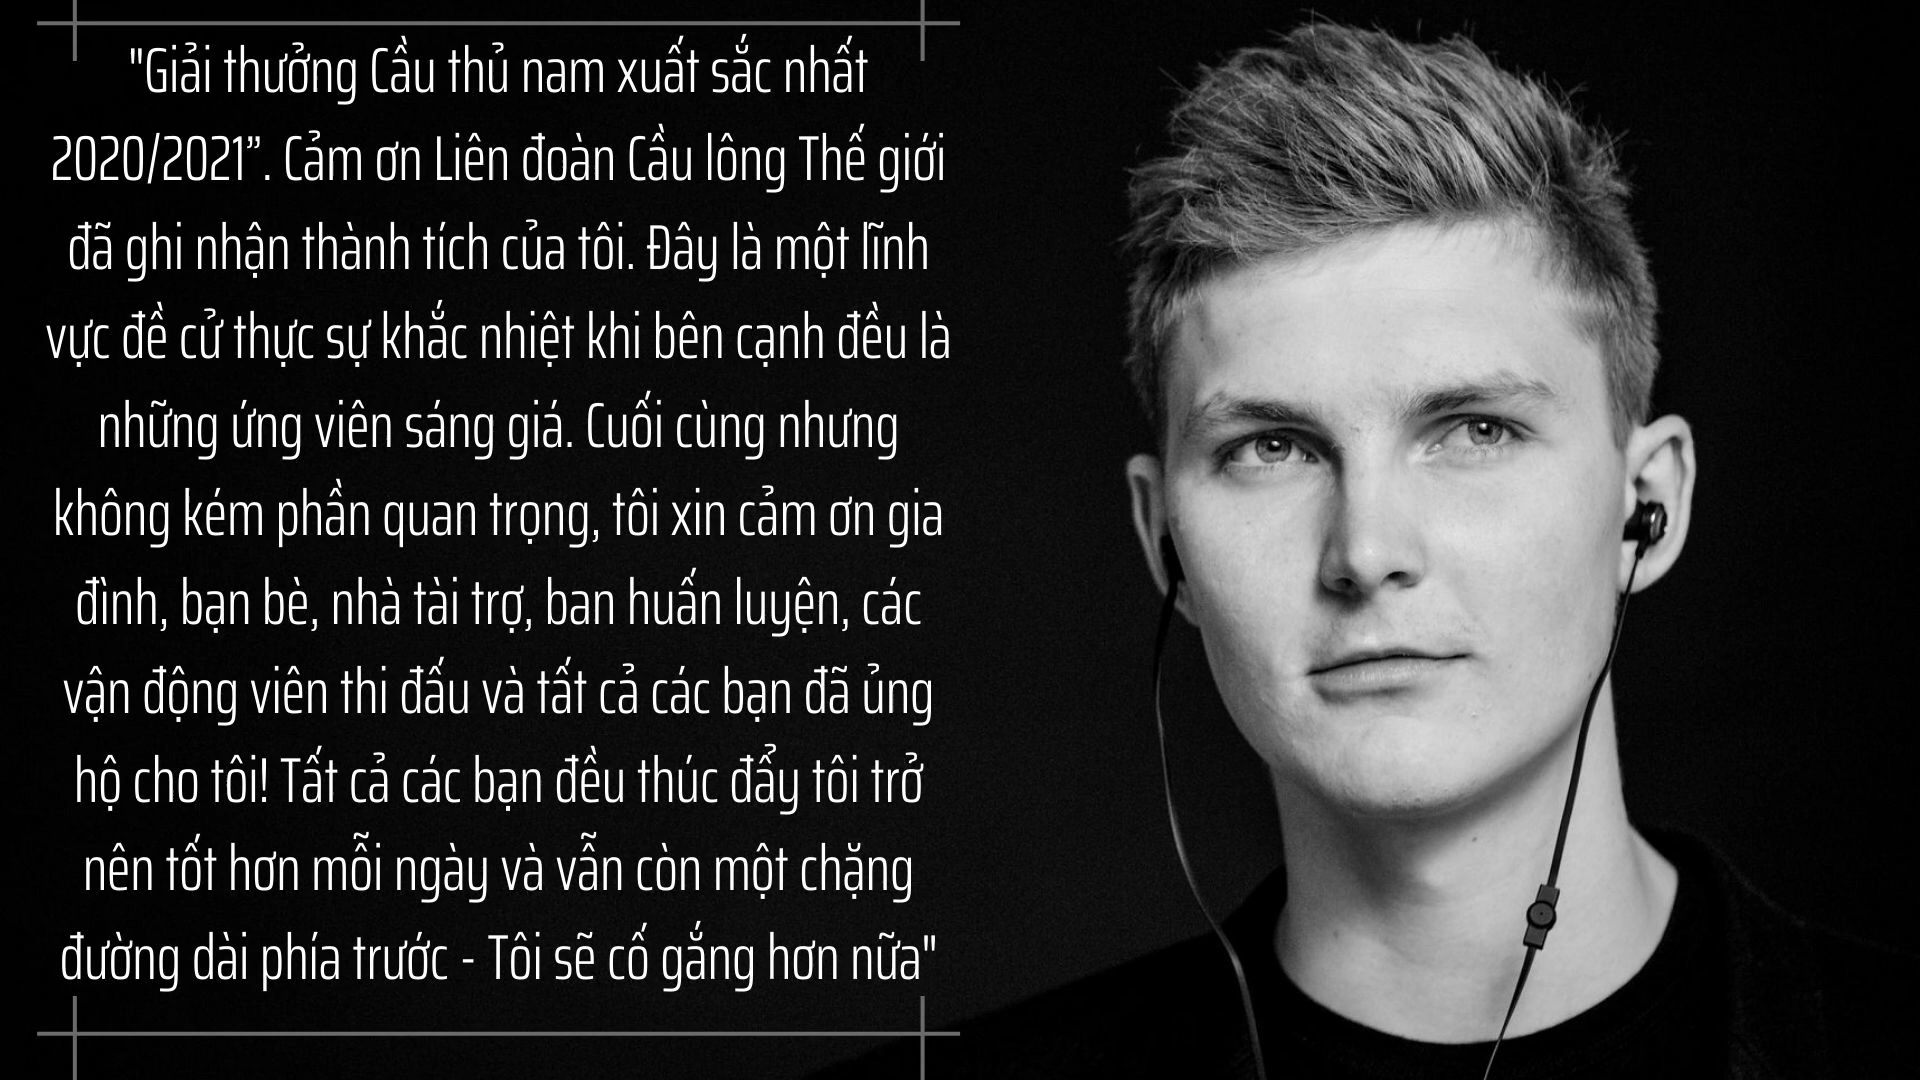 "Giải thưởng Cầu thủ nam xuất sắc nhất
2020/2021”. Cảm ơn Liên đoàn Cầu lông Thế giới
đã ghi nhận thành tích của tôi. Đây là một lĩnh
vực đề cử thực sự khắc nhiệt khi bên cạnh đều là
những ứng viên sáng giá. Cuối cùng nhưng
không kém phần quan trọng, tôi xin cảm ơn gia
đình, bạn bè, nhà tài trợ, ban huấn luyện, các
vận động viên thi đấu và tất cả các bạn đã ủng
hộ cho tôi! Tất cả các bạn đều thúc đẩy tôi trở
nên tốt hơn mỗi ngày và vẫn còn một chặng
đường dài phía trước - Tôi sẽ cố gắng hơn nữa"